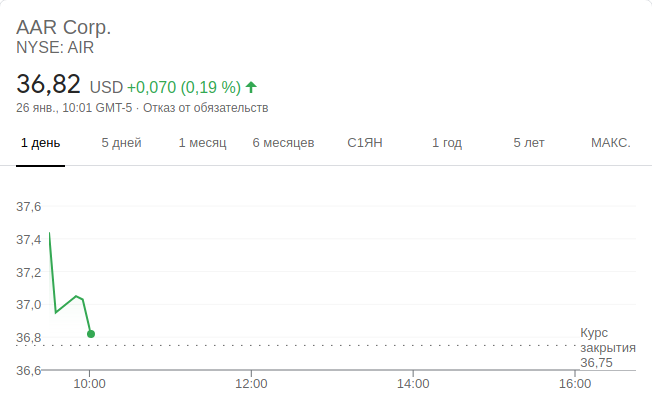 AAR Corp.
NYSE: AIR
36,82 USD +0,070 (0,19 %)
26 янв., 10:01 GMT-5 · Отказ от обязательств
1 день 5 дней 1 месяц 6 месяцев С1ЯН 1 год 5 лет МАКС.
37,6
37,4
37,2
37,0
36,8
Курс
закрытия
36,75
36,6
10:00 12:00 14:00 16:00